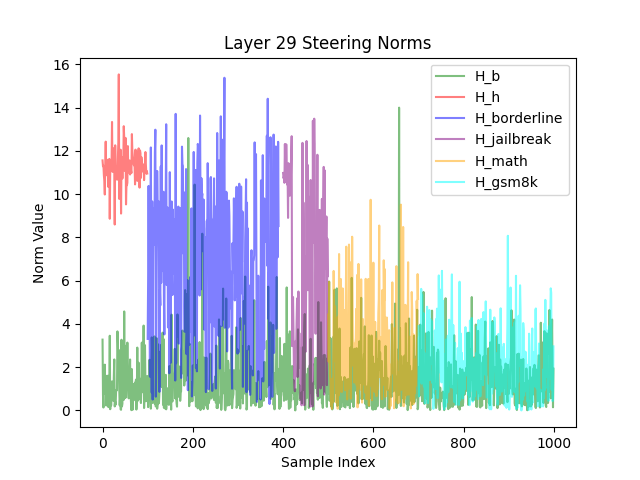 Layer 29 Steering Norms
Norm Value
16
14
12
10
8
6
4
2
0
H_b
H_h
H_borderline
H_jailbreak
H_math
H_gsm8k
0
200
400
600
800
1000
Sample Index